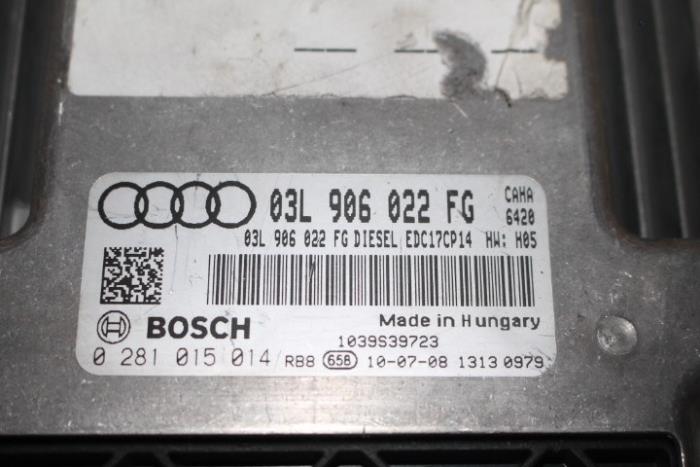 03L 906 022 FG CAHA
6420
03L 906 022 FG DIESEL EDC17CP14 HW: H05
BOSCH Made in Hungary
1039S39723
0 281 015 014 RB8 65B 10-07-08 1313 0979